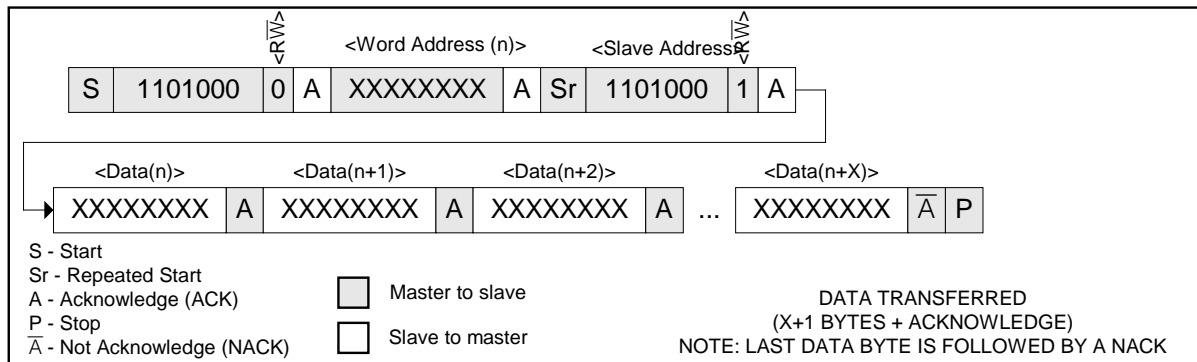 <RW̅>
<Word Address (n)>
<Slave Address>
<RW̅>
S 1101000 0 A XXXXXXXX A Sr 1101000 1 A
<Data(n)> <Data(n+1)> <Data(n+2)> <Data(n+X)>
XXXXXXXX A XXXXXXXX A XXXXXXXX A ... XXXXXXXX A̅ P
S - Start
Sr - Repeated Start
A - Acknowledge (ACK)
P - Stop
A̅ - Not Acknowledge (NACK)
Master to slave
Slave to master
DATA TRANSFERRED
(X+1 BYTES + ACKNOWLEDGE)
NOTE: LAST DATA BYTE IS FOLLOWED BY A NACK